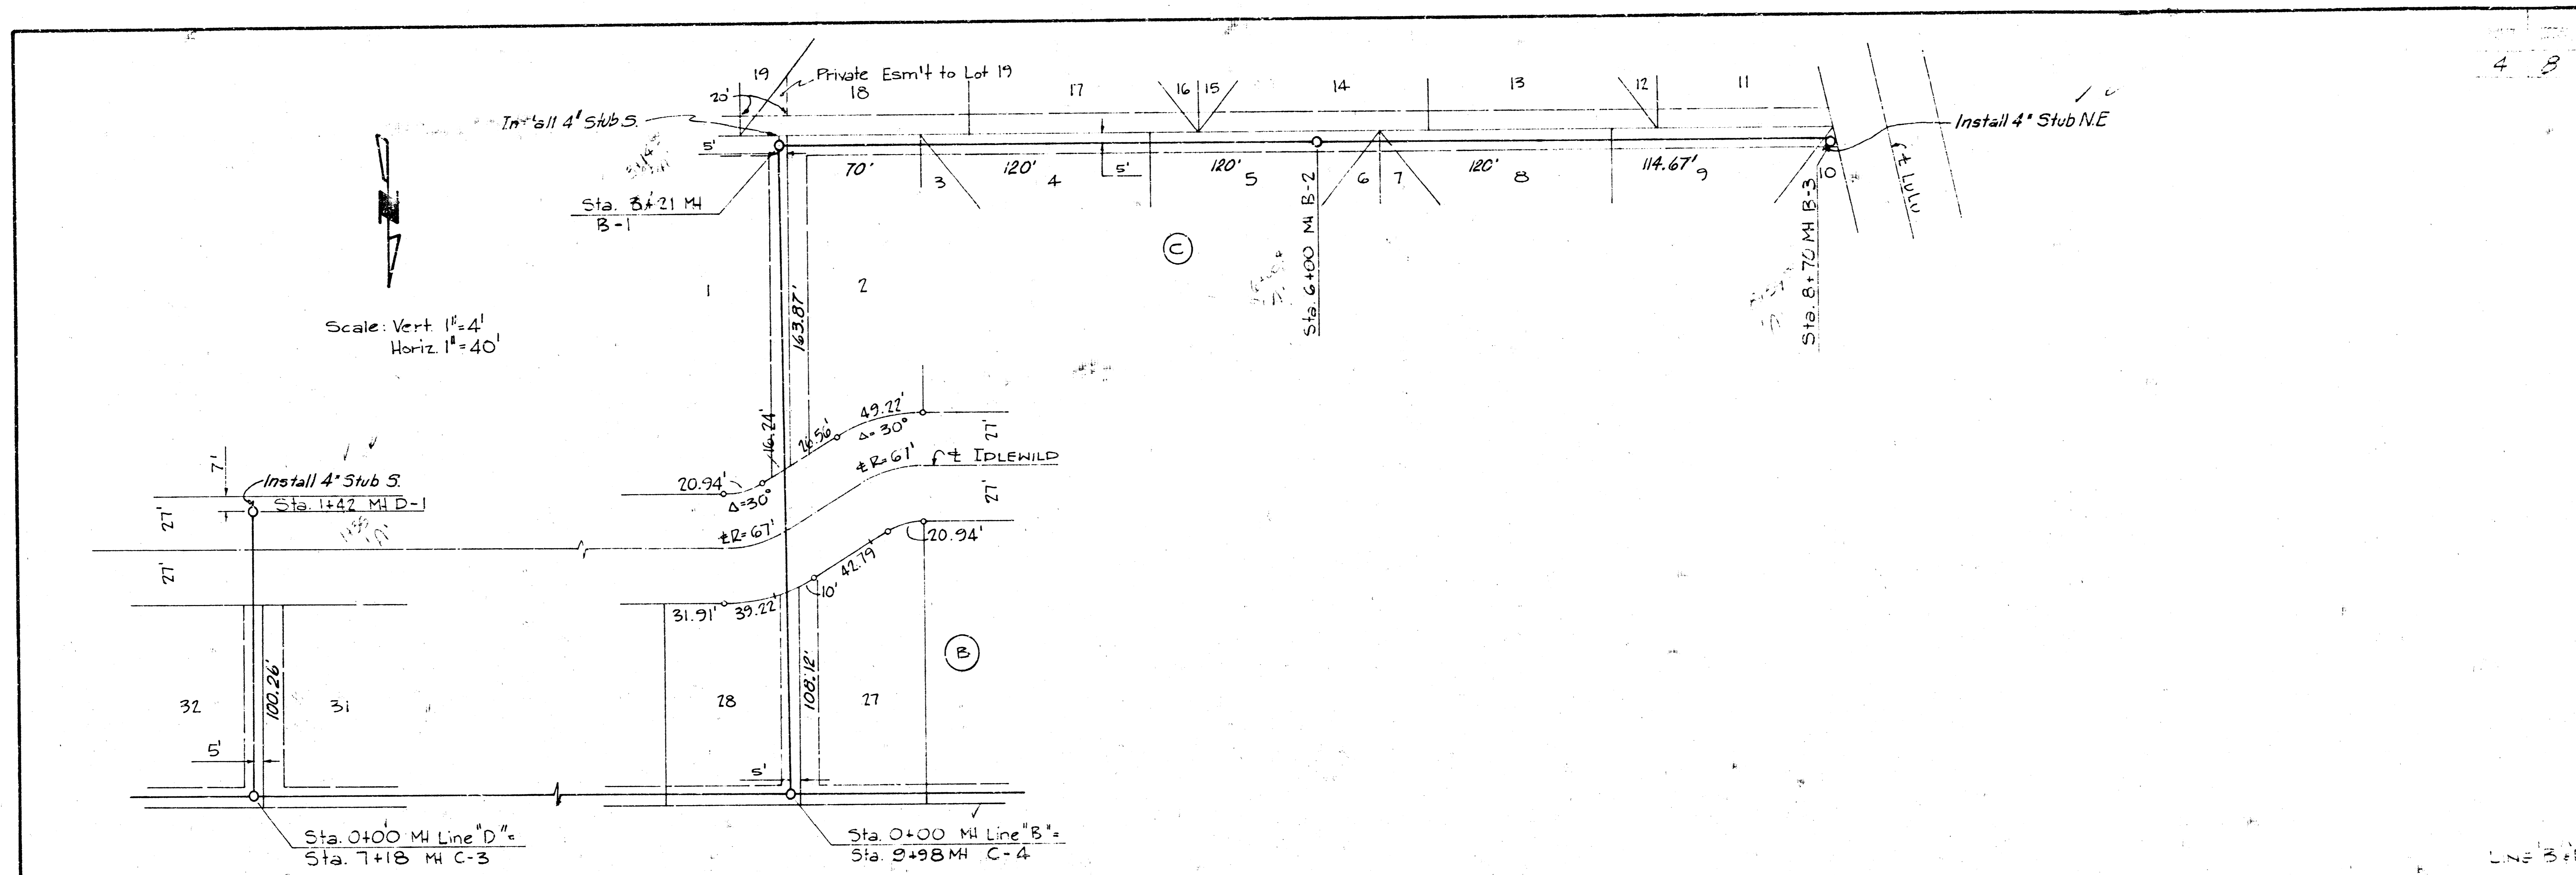 4 8
19
Private Esm't to Lot 19
18
17
16
15
14
13
12
11
20'
Install 4" Stub S.
Install 4" Stub N.E
5'
70'
3
120'
4
5'
120'
5
6
7
120'
8
114.67'
9
10
℄ LULU
Sta. 3+21 MH
B-1
Sta. 6+00 MH B-2
Sta. 8+70 MH B-3
C
1
2
163.87'
Scale: Vert. 1"=4'
Horiz. 1"=40'
16.24'
26.56'
49.22'
Δ=30°
27'
℄ R=61'
℄ IDLEWILD
20.94'
Δ=30°
27'
℄ R=67'
20.94'
42.79'
10'
31.91'
39.22'
7'
Install 4" Stub S.
Sta. 1+42 MH D-1
27'
27'
B
32
100.26'
31
28
108.12'
27
5'
5'
Sta. 0+00 MH Line "D" =
Sta. 7+18 MH C-3
Sta. 0+00 MH Line "B" =
Sta. 9+98 MH C-4
LINE B